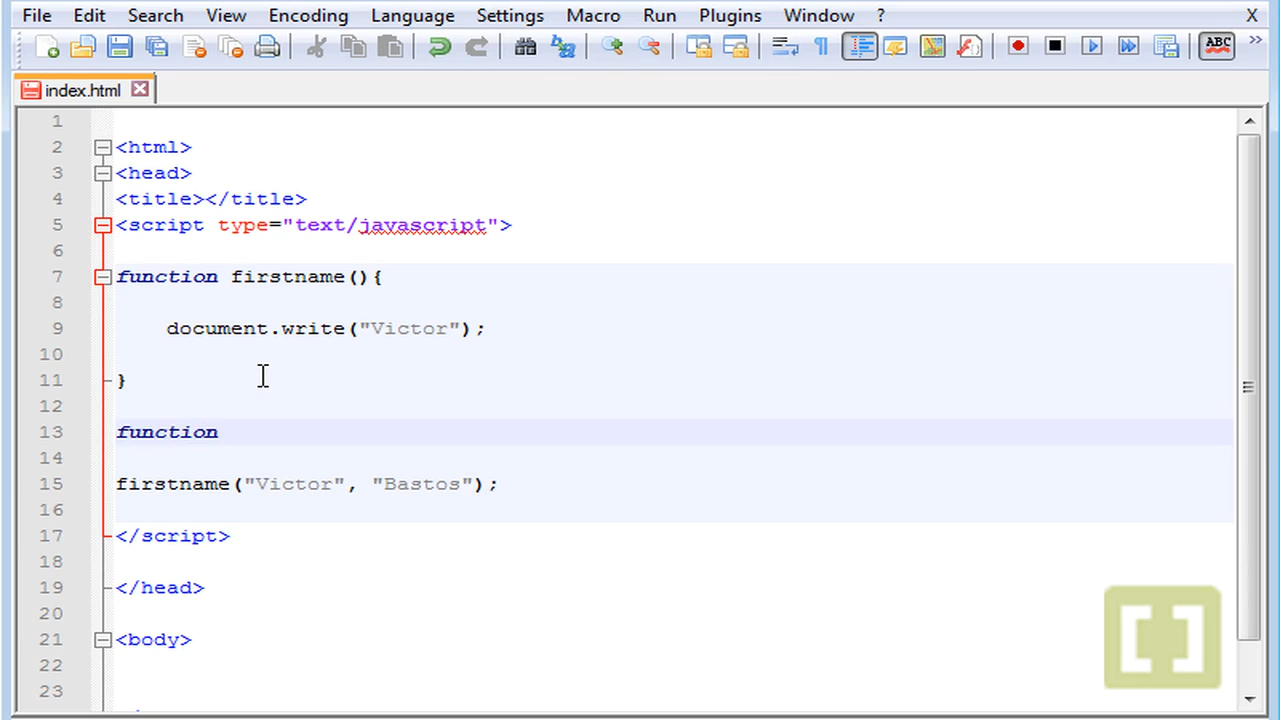 File Edit Search View Encoding Language Settings Macro Run Plugins Window ? X
ABC
index.html
1
2 <html>
3 <head>
4 <title></title>
5 <script type="text/javascript">
6
7 function firstname(){
8
9 document.write("Victor");
10
11 }
12
13 function
14
15 firstname("Victor", "Bastos");
16
17 </script>
18
19 </head>
20
21 <body>
22
23